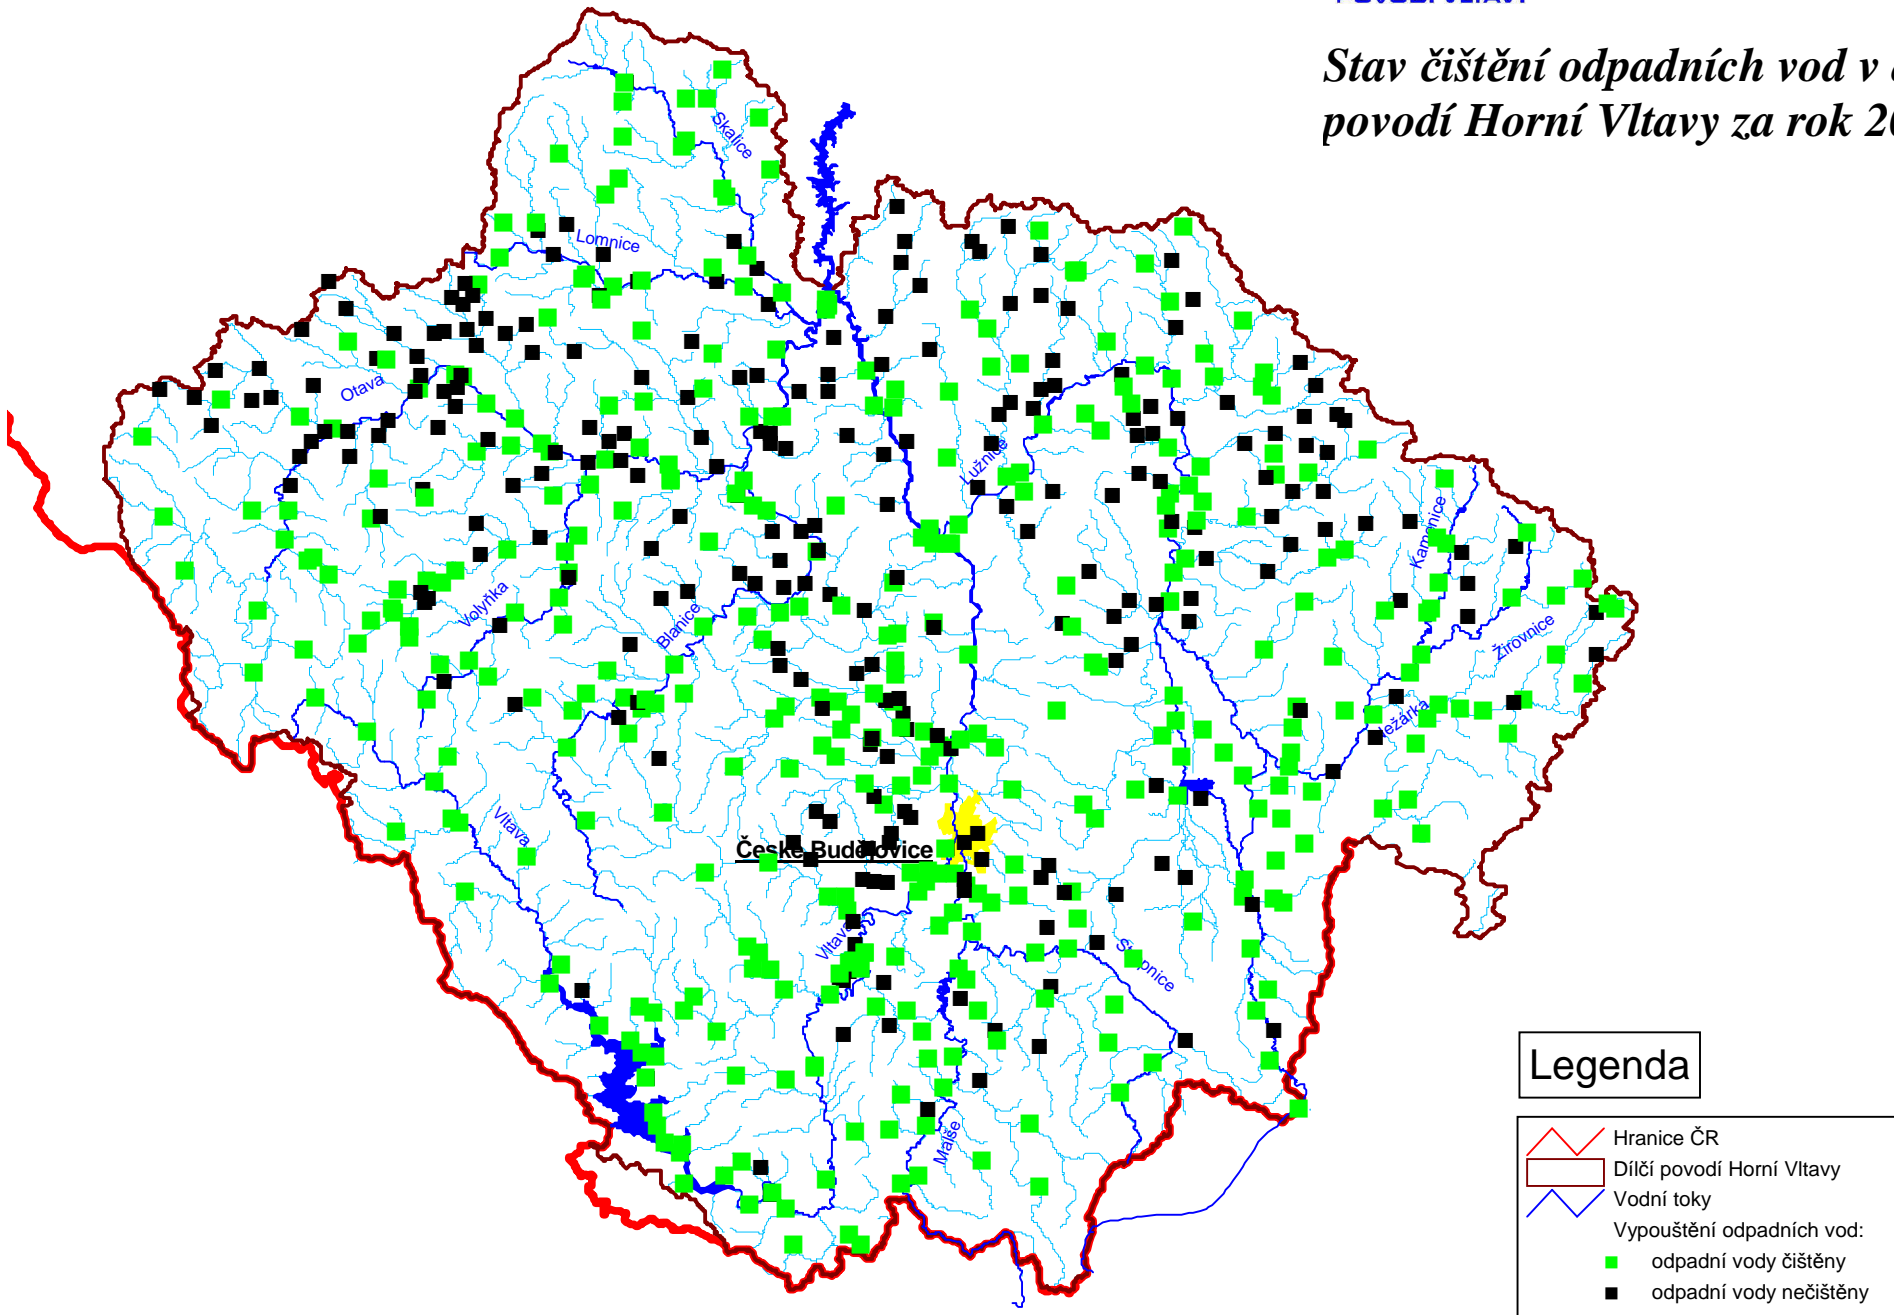 Stav čištění odpadních vod v
povodí Horní Vltavy za rok
Skalice
Lomnice
Otava
Lužnice
Kamenice
Volyňka
Blanice
Žirovnice
Nežárka
Vltava
České Budějovice
Vltava
Stropnice
Malše
Legenda
Hranice ČR
Dílčí povodí Horní Vltavy
Vodní toky
Vypouštění odpadních vod:
odpadní vody čištěny
odpadní vody nečištěny